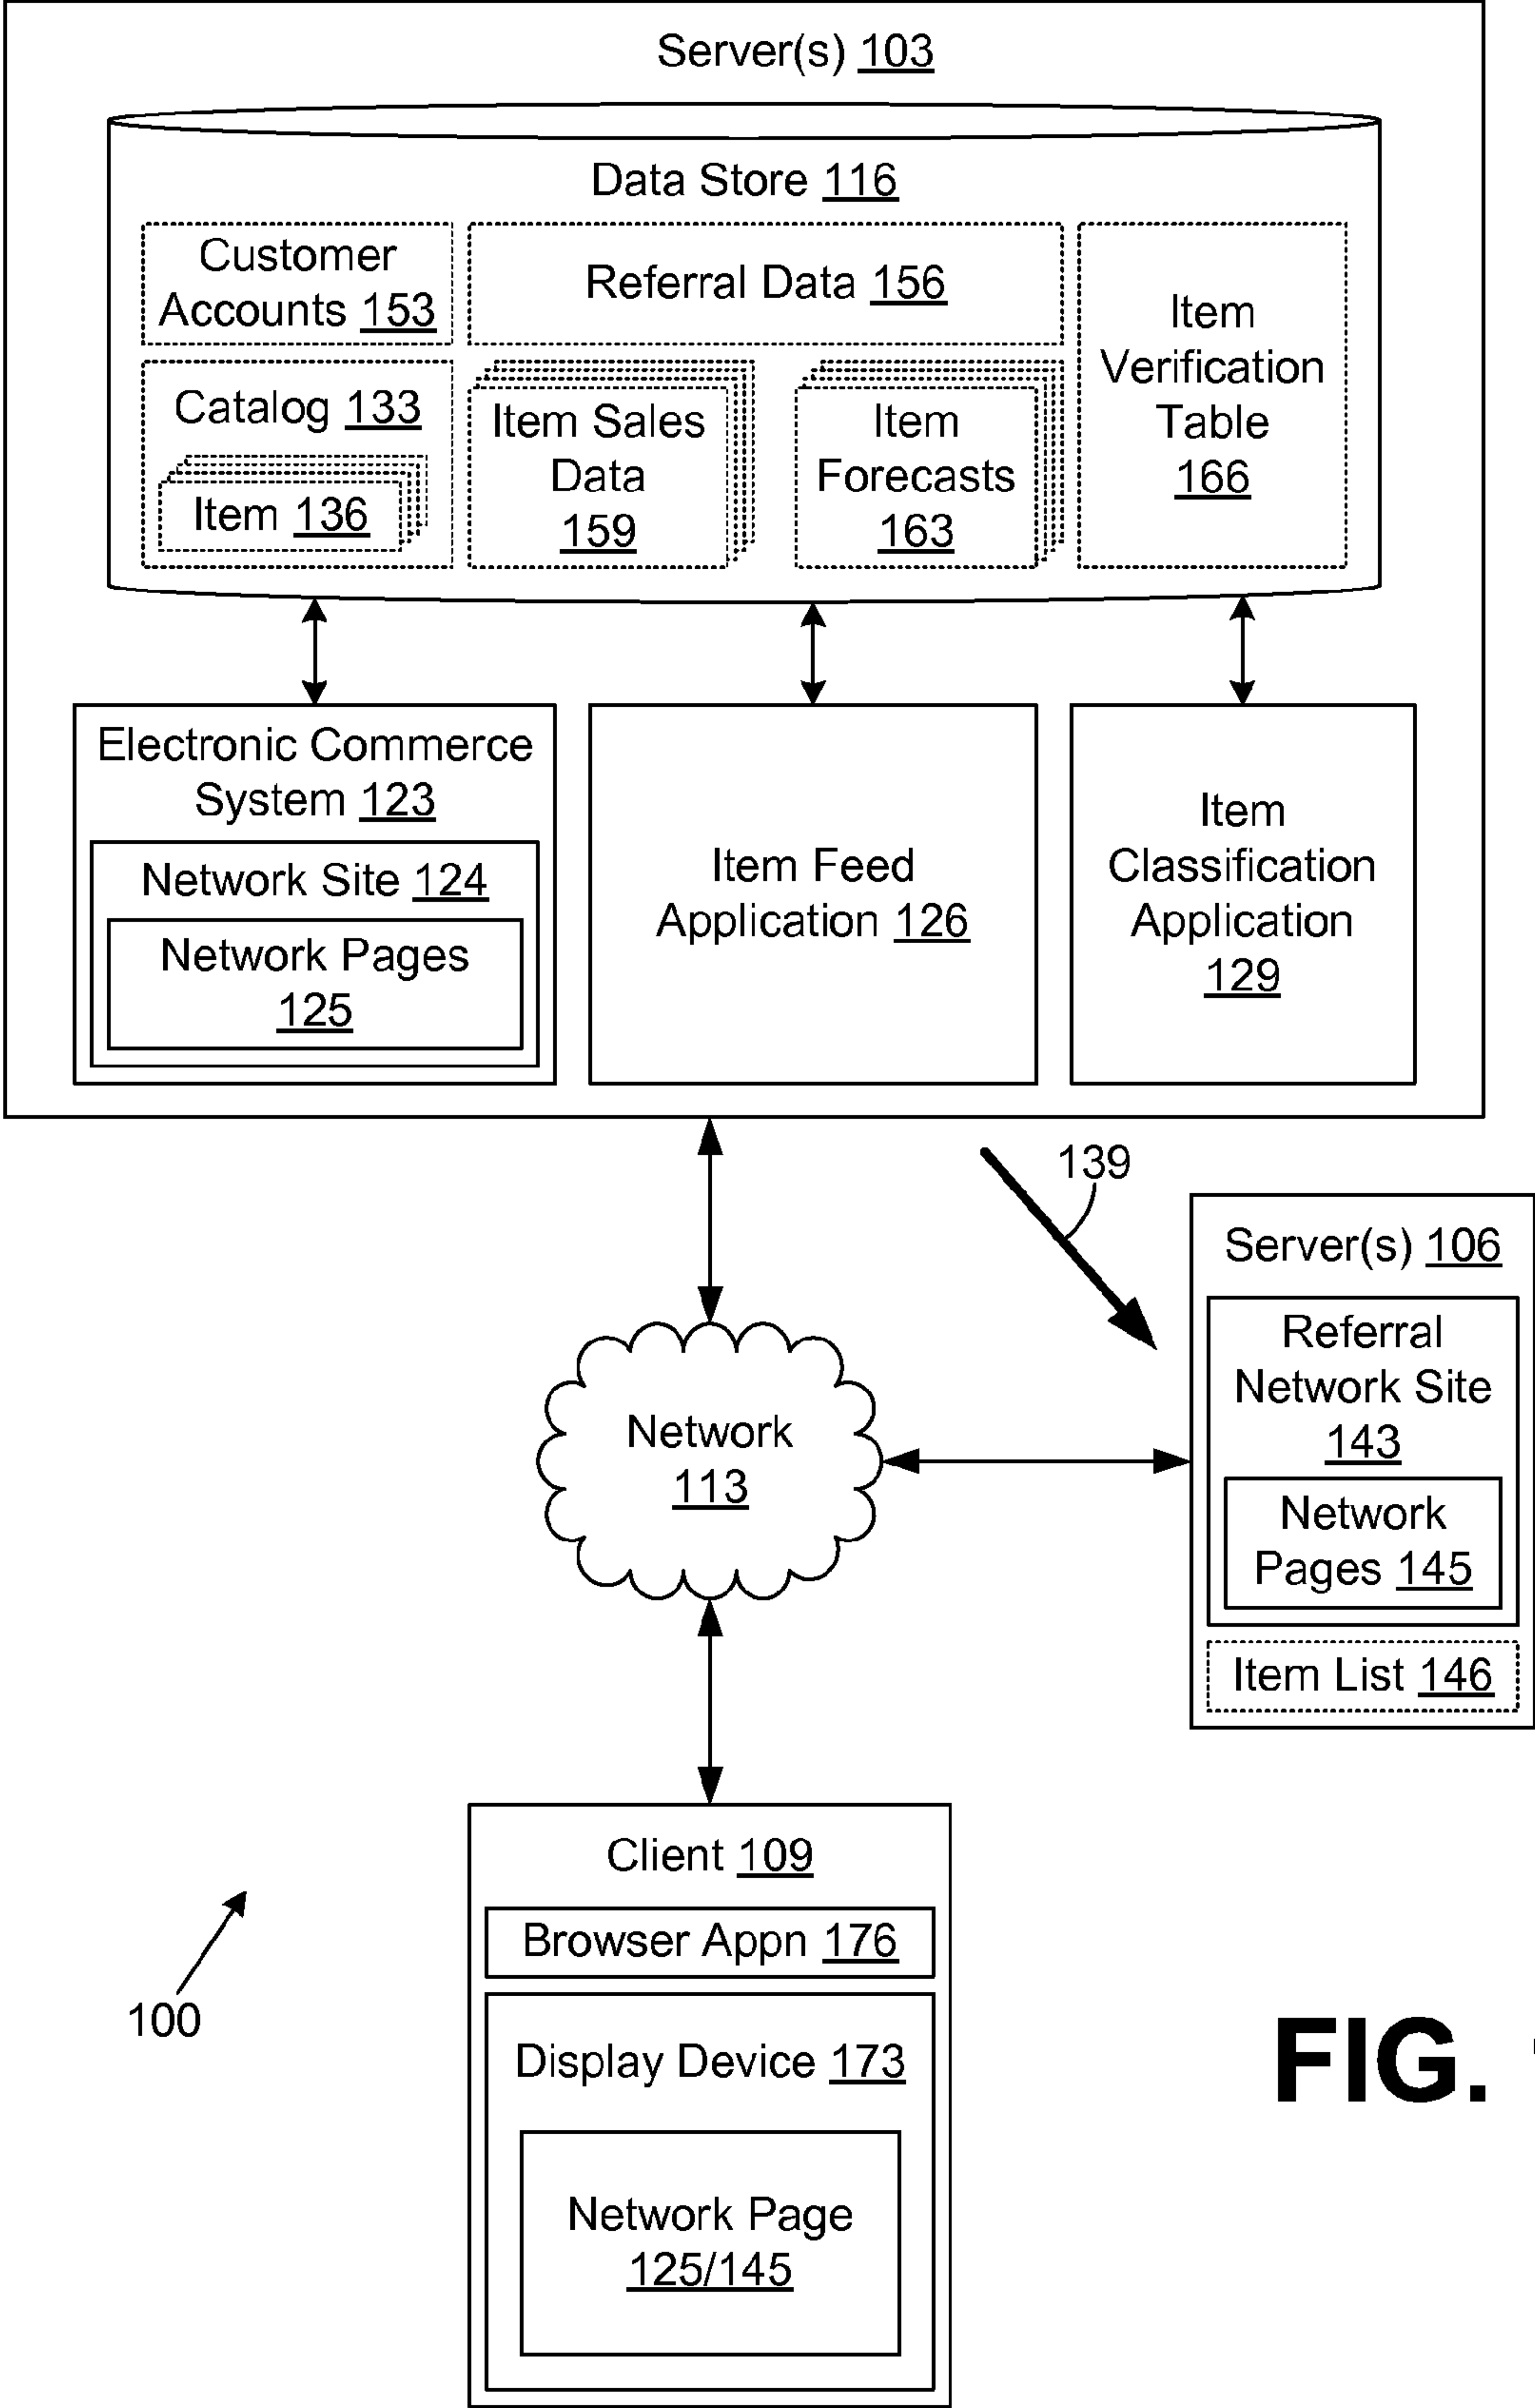 Server(s) 103
Data Store 116
Customer
Accounts 153
Referral Data 156
Item
Verification
Table
166
Catalog 133
Item 136
Item Sales
Data
159
Item
Forecasts
163
Electronic Commerce
System 123
Network Site 124
Network Pages
125
Item Feed
Application 126
Item
Classification
Application
129
139
Server(s) 106
Referral
Network Site
143
Network
Pages 145
Item List 146
Network
113
Client 109
Browser Appn 176
Display Device 173
Network Page
125/145
100
FIG.